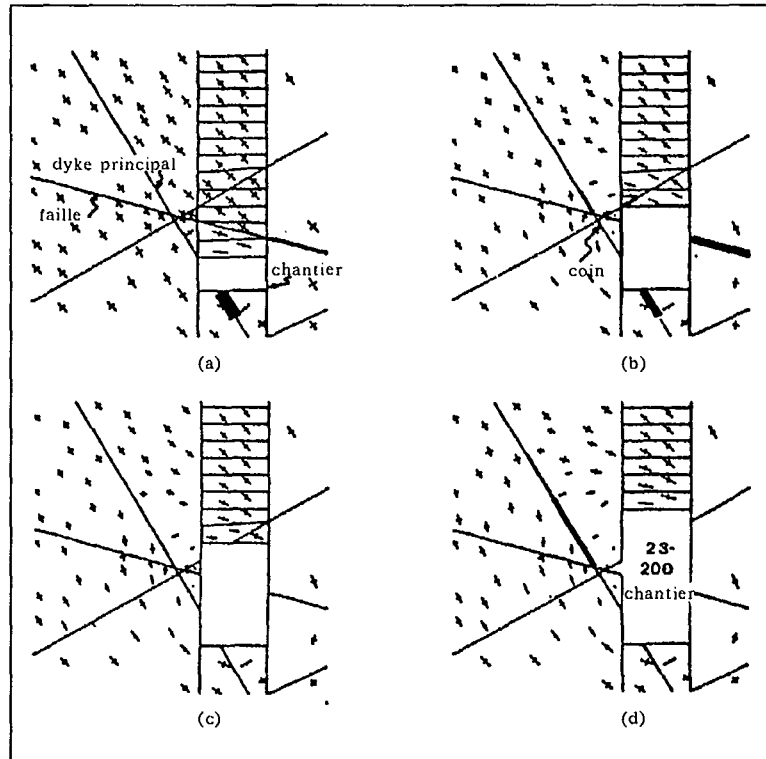 dyke principal
faille
chantier
(a)
coin
(b)
(c)
23-
200
chantier
(d)